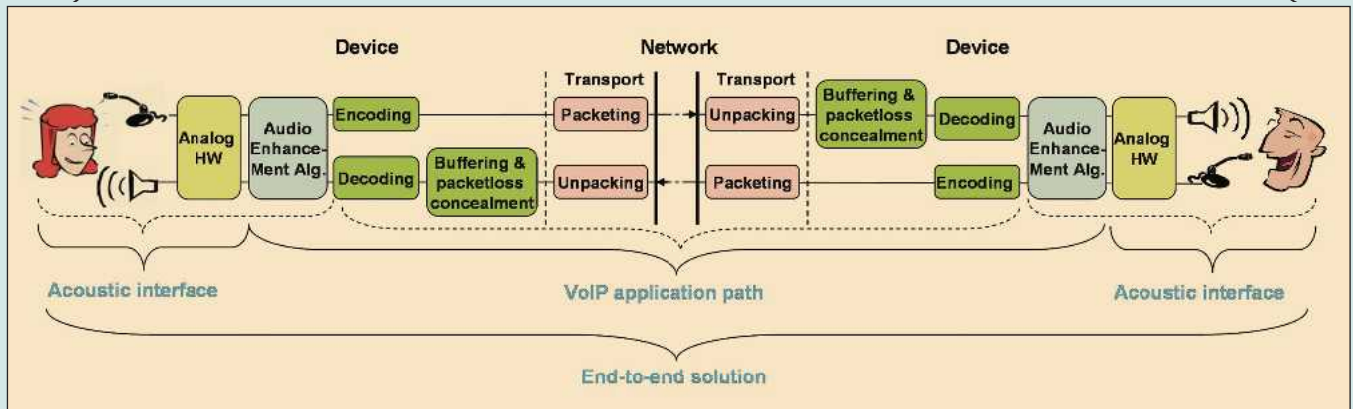 Device
Network
Device
Transport
Transport
Analog
HW
Audio
Enhance-
Ment Alg.
Encoding
Packeting
Unpacking
Buffering &
packetloss
concealment
Decoding
Audio
Enhance-
Ment Alg.
Analog
HW
Decoding
Buffering &
packetloss
concealment
Unpacking
Packeting
Encoding
Acoustic interface
VoIP application path
Acoustic interface
End-to-end solution